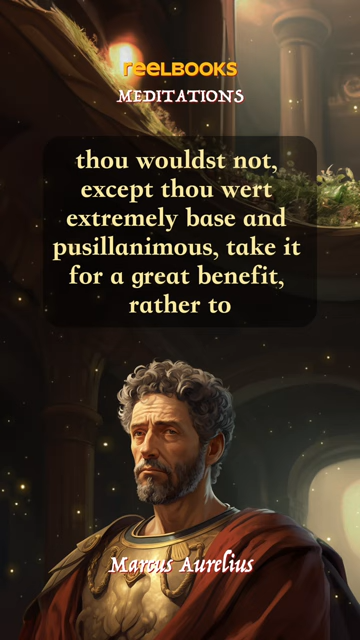 reelBOOKS
MEDITATIONS
thou wouldst not,
except thou wert
extremely base and
pusillanimous, take it
for a great benefit,
rather to
Marcus Aurelius